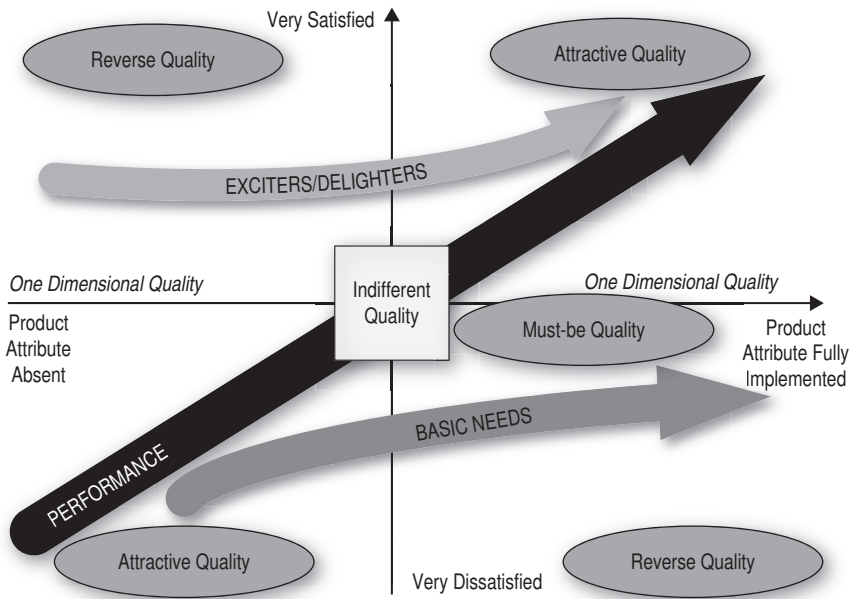 Very Satisfied
Reverse Quality
Attractive Quality
EXCITERS/DELIGHTERS
One Dimensional Quality
One Dimensional Quality
Indifferent
Quality
Product
Attribute
Absent
Must-be Quality
Product
Attribute Fully
Implemented
BASIC NEEDS
PERFORMANCE
Attractive Quality
Reverse Quality
Very Dissatisfied